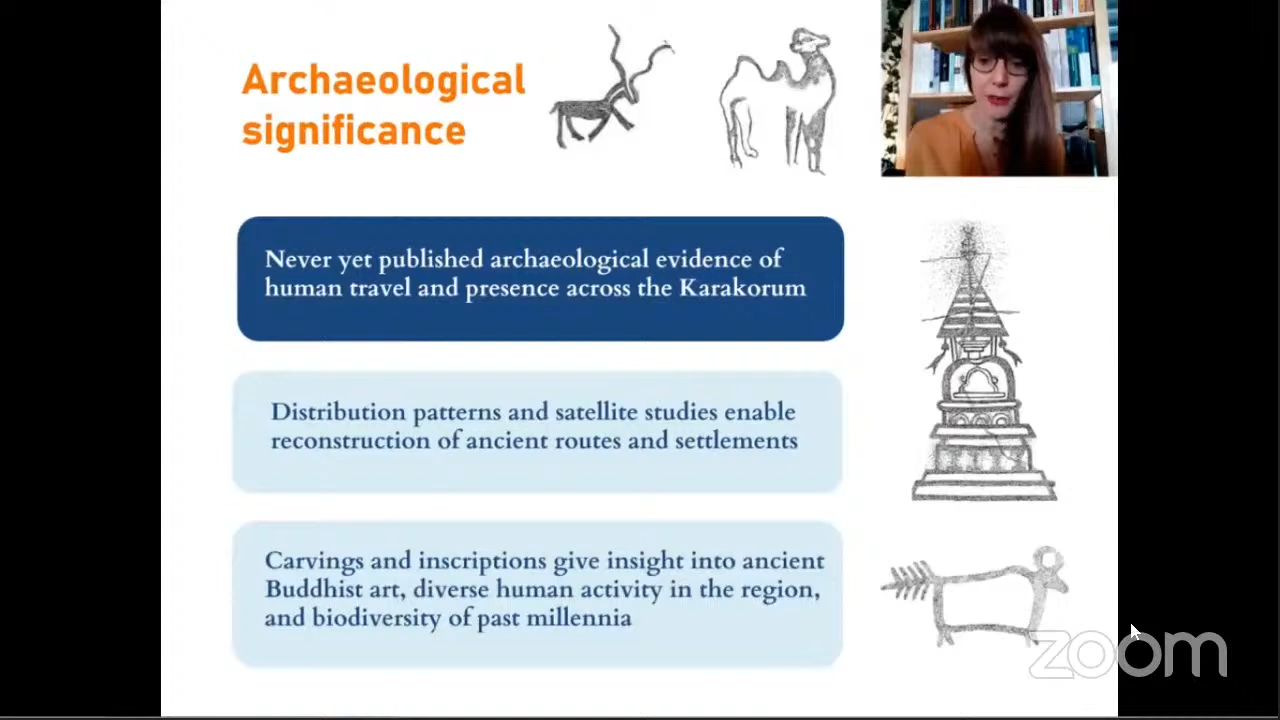 Archaeological
significance
Never yet published archaeological evidence of
human travel and presence across the Karakorum
Distribution patterns and satellite studies enable
reconstruction of ancient routes and settlements
Carvings and inscriptions give insight into ancient
Buddhist art, diverse human activity in the region,
and biodiversity of past millennia
zoom